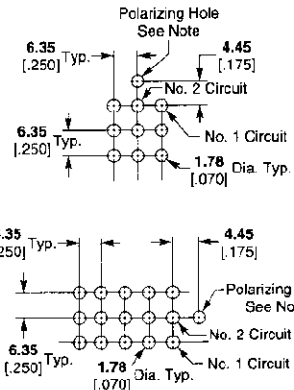 Polarizing Hole
See Note
6.35
[.250] Typ.
4.45
[.175]
No. 2 Circuit
6.35
[.250] Typ.
No. 1 Circuit
1.78
[.070] Dia. Typ.
.35
250] Typ.
4.45
[.175]
Polarizing
See No
No. 2 Circuit
6.35
[.250] Typ.
No. 1 Circuit
1.78
[.070] Dia. Typ.